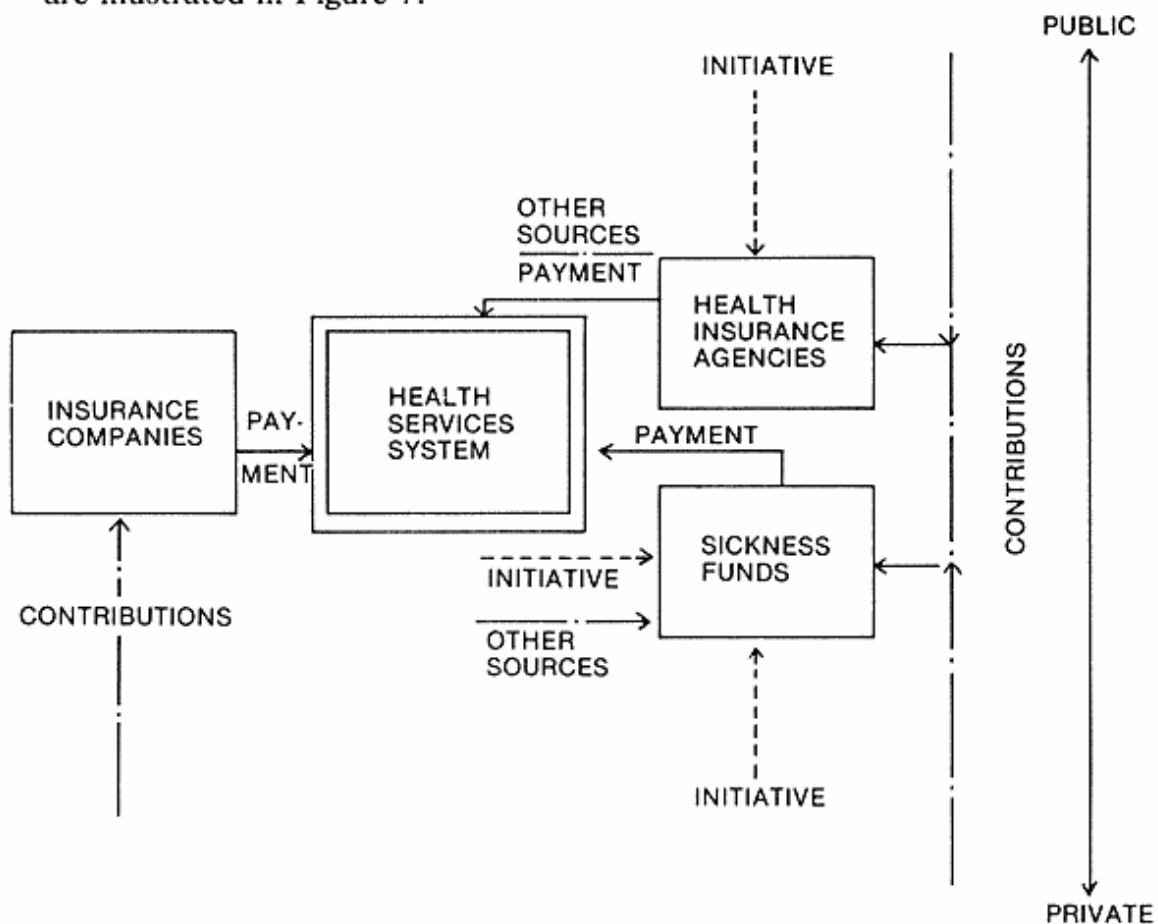 are illustrated in Figure 7.
PUBLIC
INITIATIVE
OTHER
SOURCES
PAYMENT
HEALTH
INSURANCE
AGENCIES
INSURANCE
COMPANIES
PAY-
MENT
HEALTH
SERVICES
SYSTEM
PAYMENT
CONTRIBUTIONS
SICKNESS
FUNDS
INITIATIVE
CONTRIBUTIONS
OTHER
SOURCES
INITIATIVE
PRIVATE